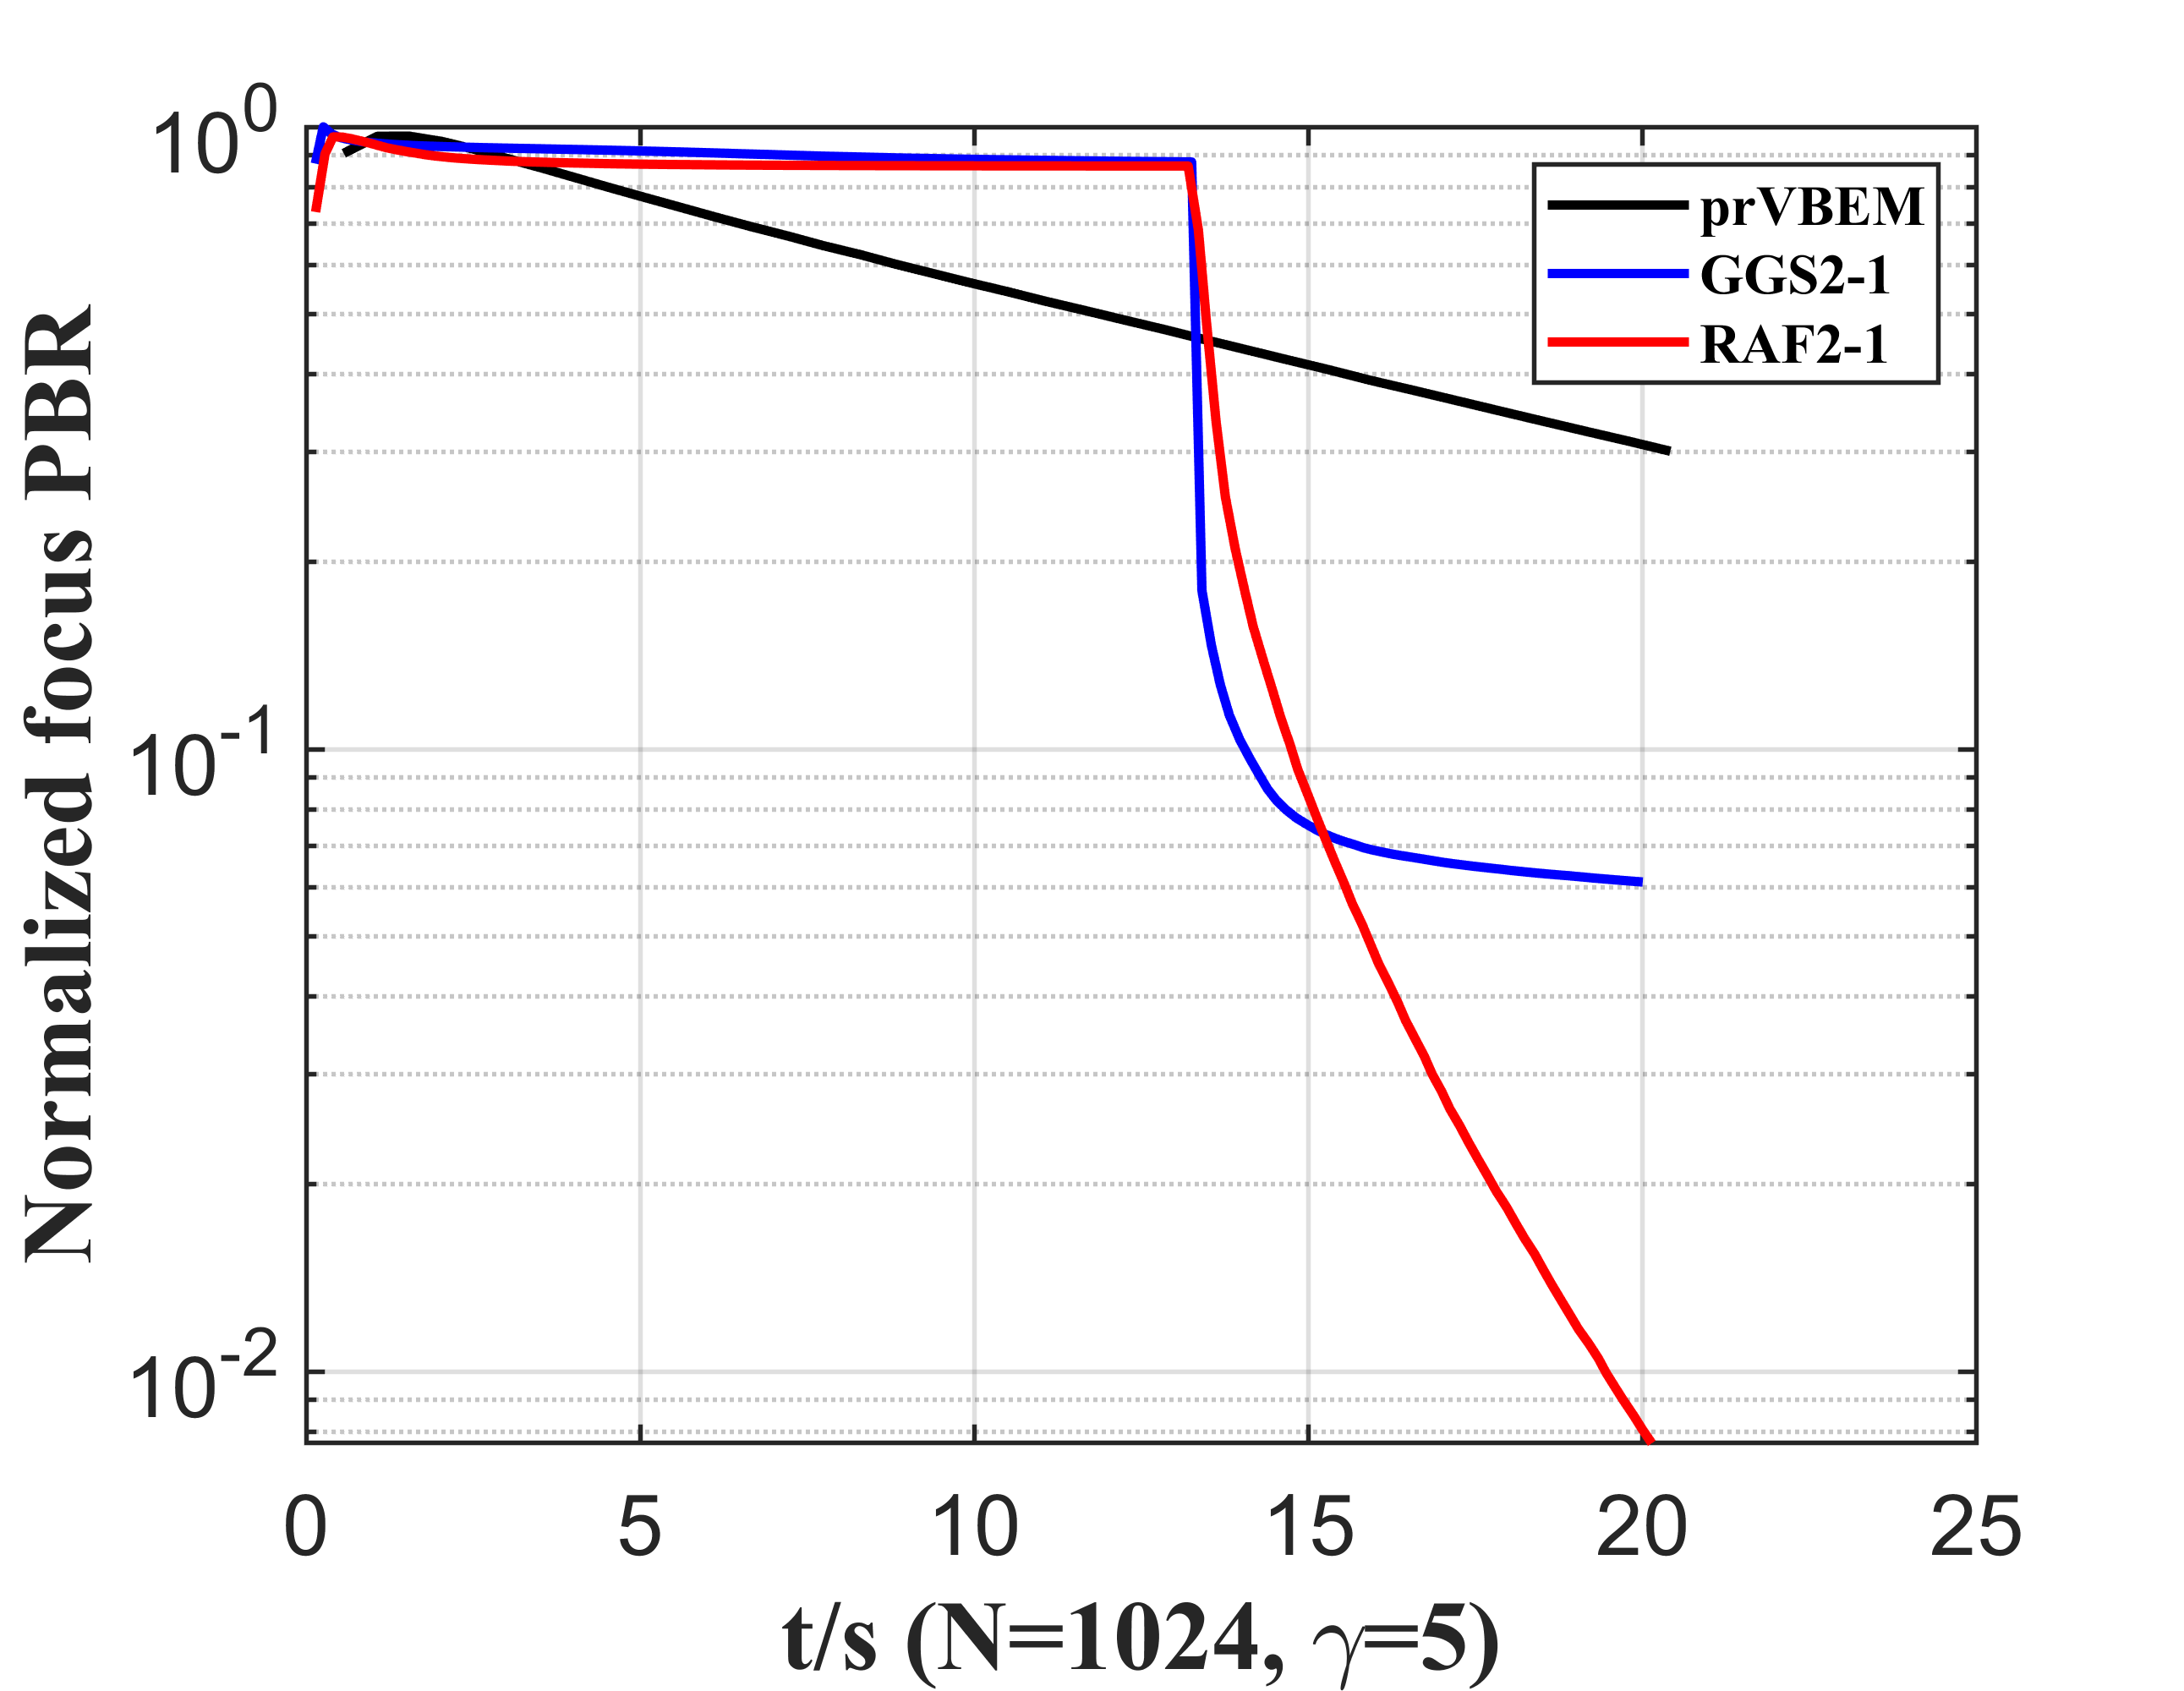 Normalized focus PBR
10^0
10^-1
10^-2
prVBEM
GGS2-1
RAF2-1
0 5 10 15 20 25
t/s (N=1024, γ=5)